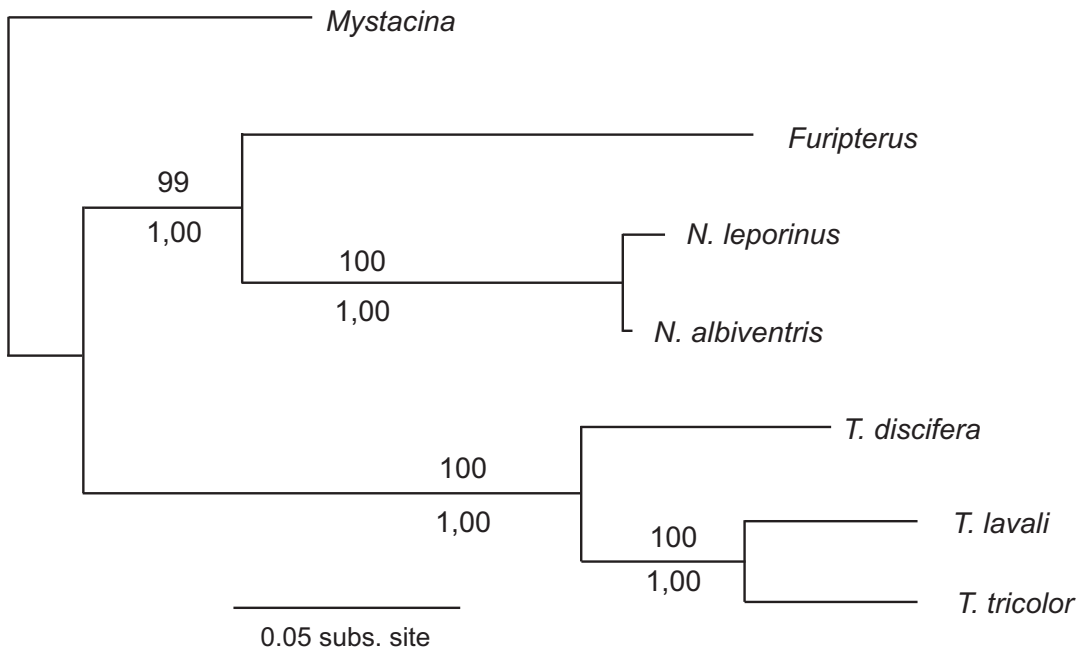 Mystacina
Furipterus
99
1,00
N. leporinus
100
1,00
N. albiventris
T. discifera
100
1,00
T. lavali
100
1,00
T. tricolor
0.05 subs. site